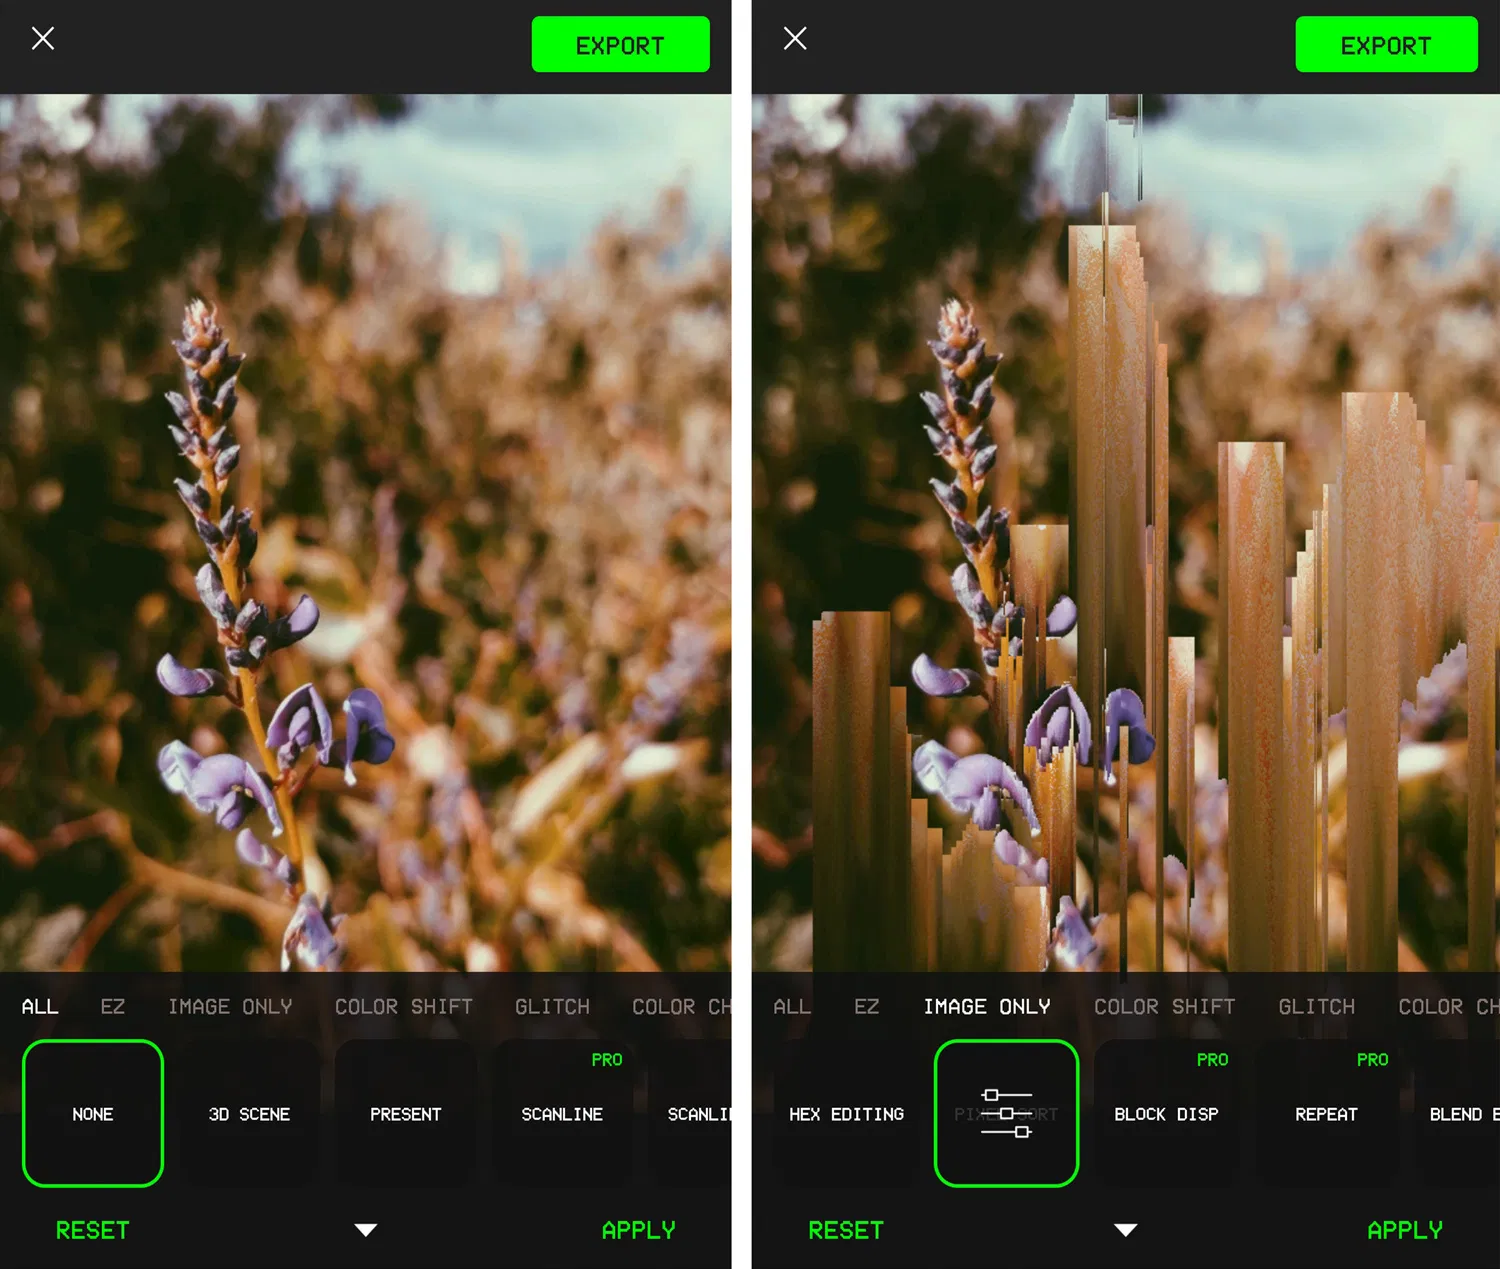 EXPORT
ALL EZ IMAGE ONLY COLOR SHIFT GLITCH COLOR CH
PRO
NONE 3D SCENE PRESENT SCANLINE SCANLI
RESET APPLY
EXPORT
ALL EZ IMAGE ONLY COLOR SHIFT GLITCH COLOR CH
PRO PRO
HEX EDITING PIXEL SORT BLOCK DISP REPEAT BLEND E
RESET APPLY